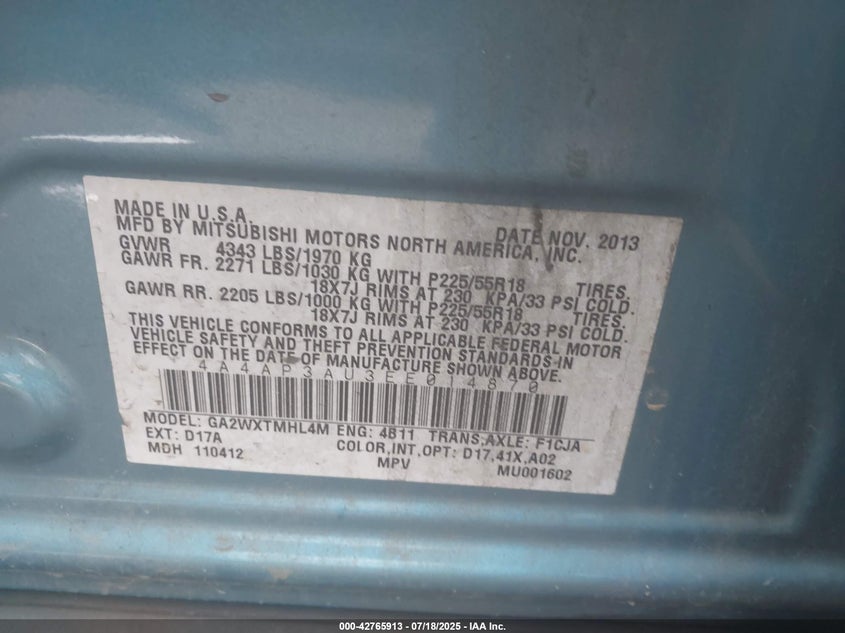 MADE IN U.S.A. DATE NOV. 2013
MFD BY MITSUBISHI MOTORS NORTH AMERICA, INC.
GVWR 4343 LBS/1970 KG
GAWR FR. 2271 LBS/1030 KG WITH P225/55R18 TIRES,
18X7J RIMS AT 230 KPA/33 PSI COLD.
GAWR RR. 2205 LBS/1000 KG WITH P225/55R18 TIRES,
18X7J RIMS AT 230 KPA/33 PSI COLD.
THIS VEHICLE CONFORMS TO ALL APPLICABLE FEDERAL MOTOR
VEHICLE SAFETY AND THEFT PREVENTION STANDARDS IN
EFFECT ON THE DATE OF MANUFACTURE SHOWN ABOVE.
4A4AP3AU3EE014870
MODEL: GA2WXTMHL4M ENG: 4B11 TRANS,AXLE: F1CJA
EXT: D17A COLOR,INT,OPT: D17,41X,A02
MDH 110412 MPV MU001602
000-42765913 - 07/18/2025 - IAA Inc.